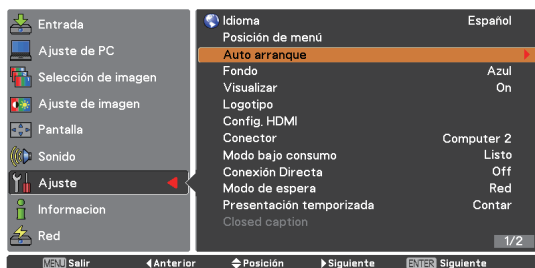 Entrada
Ajuste de PC
Selección de imagen
Ajuste de imagen
Pantalla
Sonido
Ajuste
Informacion
Red
Idioma Español
Posición de menú
Auto arranque
Fondo Azul
Visualizar On
Logotipo
Config. HDMI
Conector Computer 2
Modo bajo consumo Listo
Conexión Directa Off
Modo de espera Red
Presentación temporizada Contar
Closed caption
1/2
MENU Salir Anterior Posición Siguiente ENTER Siguiente